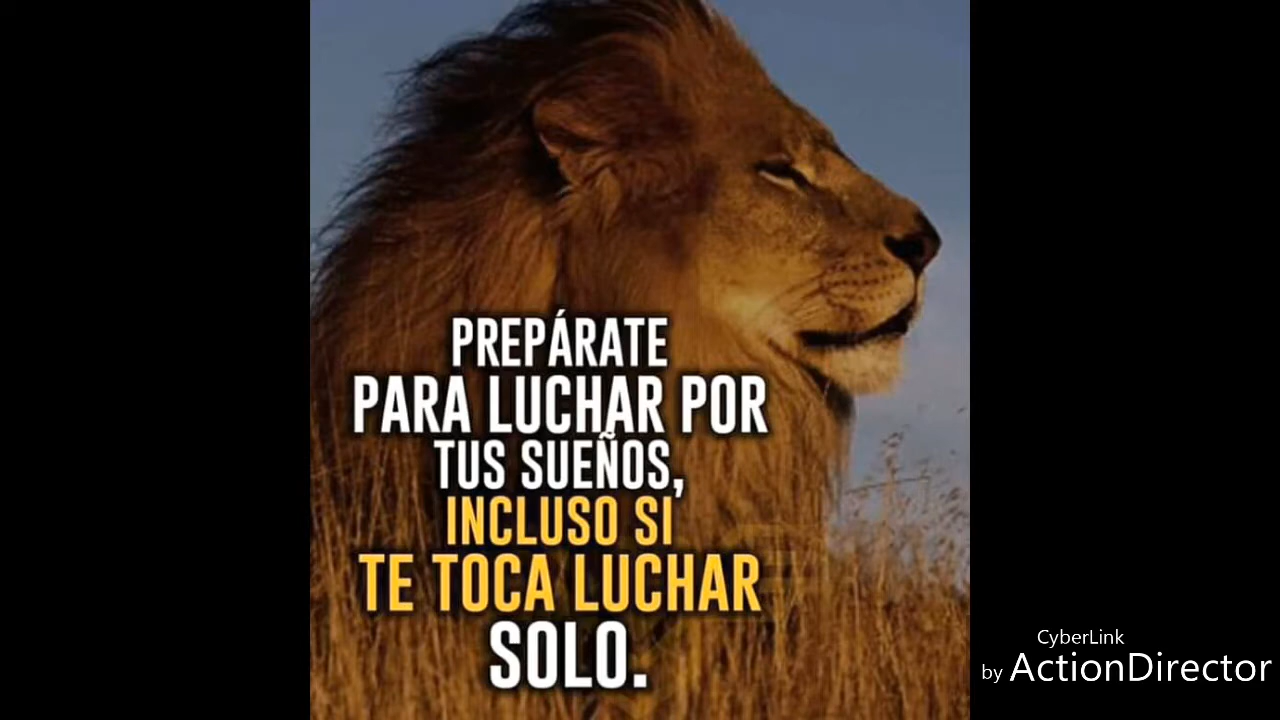 PREPÁRATE
PARA LUCHAR POR
TUS SUEÑOS,
INCLUSO SI
TE TOCA LUCHAR
SOLO.
CyberLink
by ActionDirector